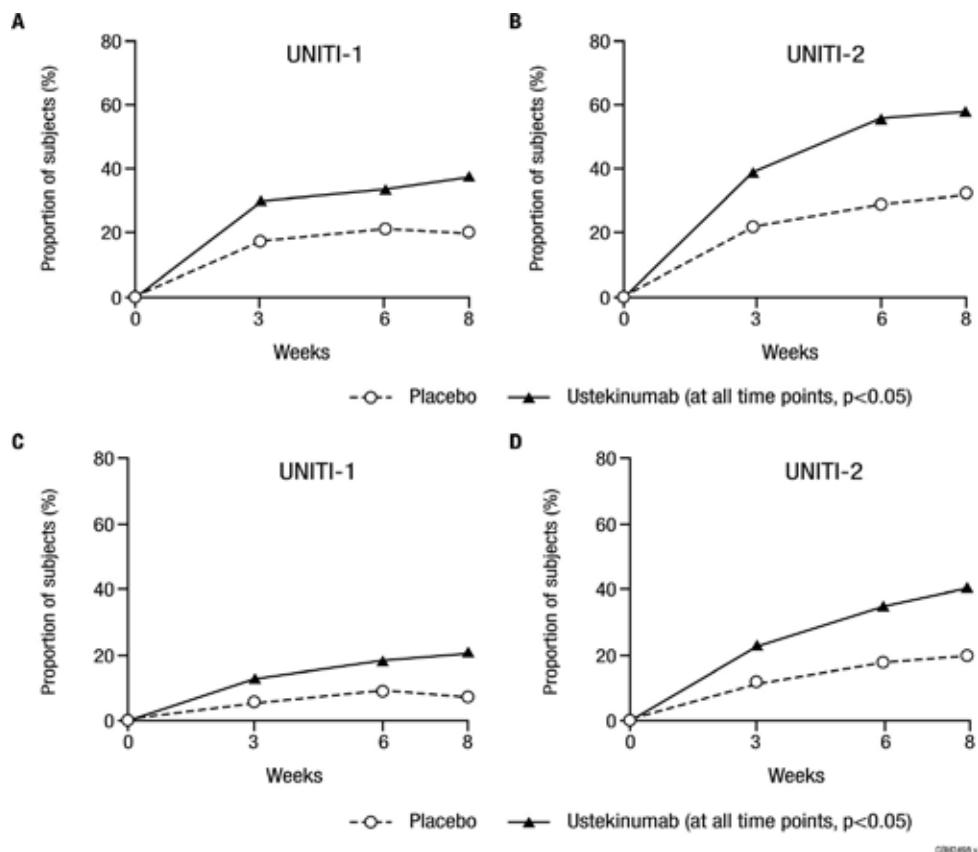 A
UNITI-1
Proportion of subjects (%)
80
60
40
20
0
0 3 6 8
Weeks
B
UNITI-2
Proportion of subjects (%)
80
60
40
20
0
0 3 6 8
Weeks
Placebo Ustekinumab (at all time points, p<0.05)
C
UNITI-1
Proportion of subjects (%)
80
60
40
20
0
0 3 6 8
Weeks
D
UNITI-2
Proportion of subjects (%)
80
60
40
20
0
0 3 6 8
Weeks
Placebo Ustekinumab (at all time points, p<0.05)